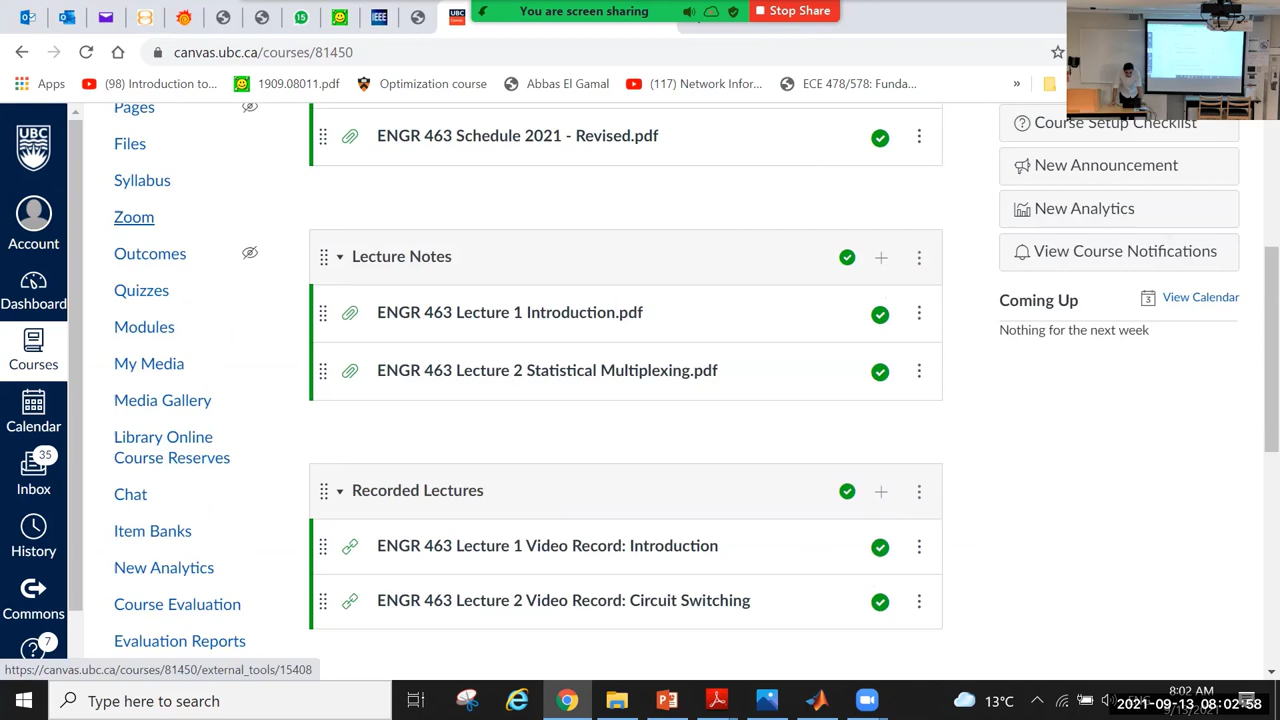 You are screen sharing
Stop Share
15
IEEE
UBC
canvas.ubc.ca/courses/81450
Apps
(98) Introduction to...
1909.08011.pdf
Optimization course
Abbas El Gamal
(117) Network Infor...
ECE 478/578: Funda...
»
UBC
Account
Dashboard
Courses
Calendar
35
Inbox
History
Commons
7
Pages
Files
Syllabus
Zoom
Outcomes
Quizzes
Modules
My Media
Media Gallery
Library Online
Course Reserves
Chat
Item Banks
New Analytics
Course Evaluation
Evaluation Reports
ENGR 463 Schedule 2021 - Revised.pdf
Lecture Notes
ENGR 463 Lecture 1 Introduction.pdf
ENGR 463 Lecture 2 Statistical Multiplexing.pdf
Recorded Lectures
ENGR 463 Lecture 1 Video Record: Introduction
ENGR 463 Lecture 2 Video Record: Circuit Switching
Course Setup Checklist
New Announcement
New Analytics
View Course Notifications
Coming Up
3
View Calendar
Nothing for the next week
https://canvas.ubc.ca/courses/81450/external_tools/15408
Type here to search
13°C
8:02 AM
2021-09-13 08:02:58